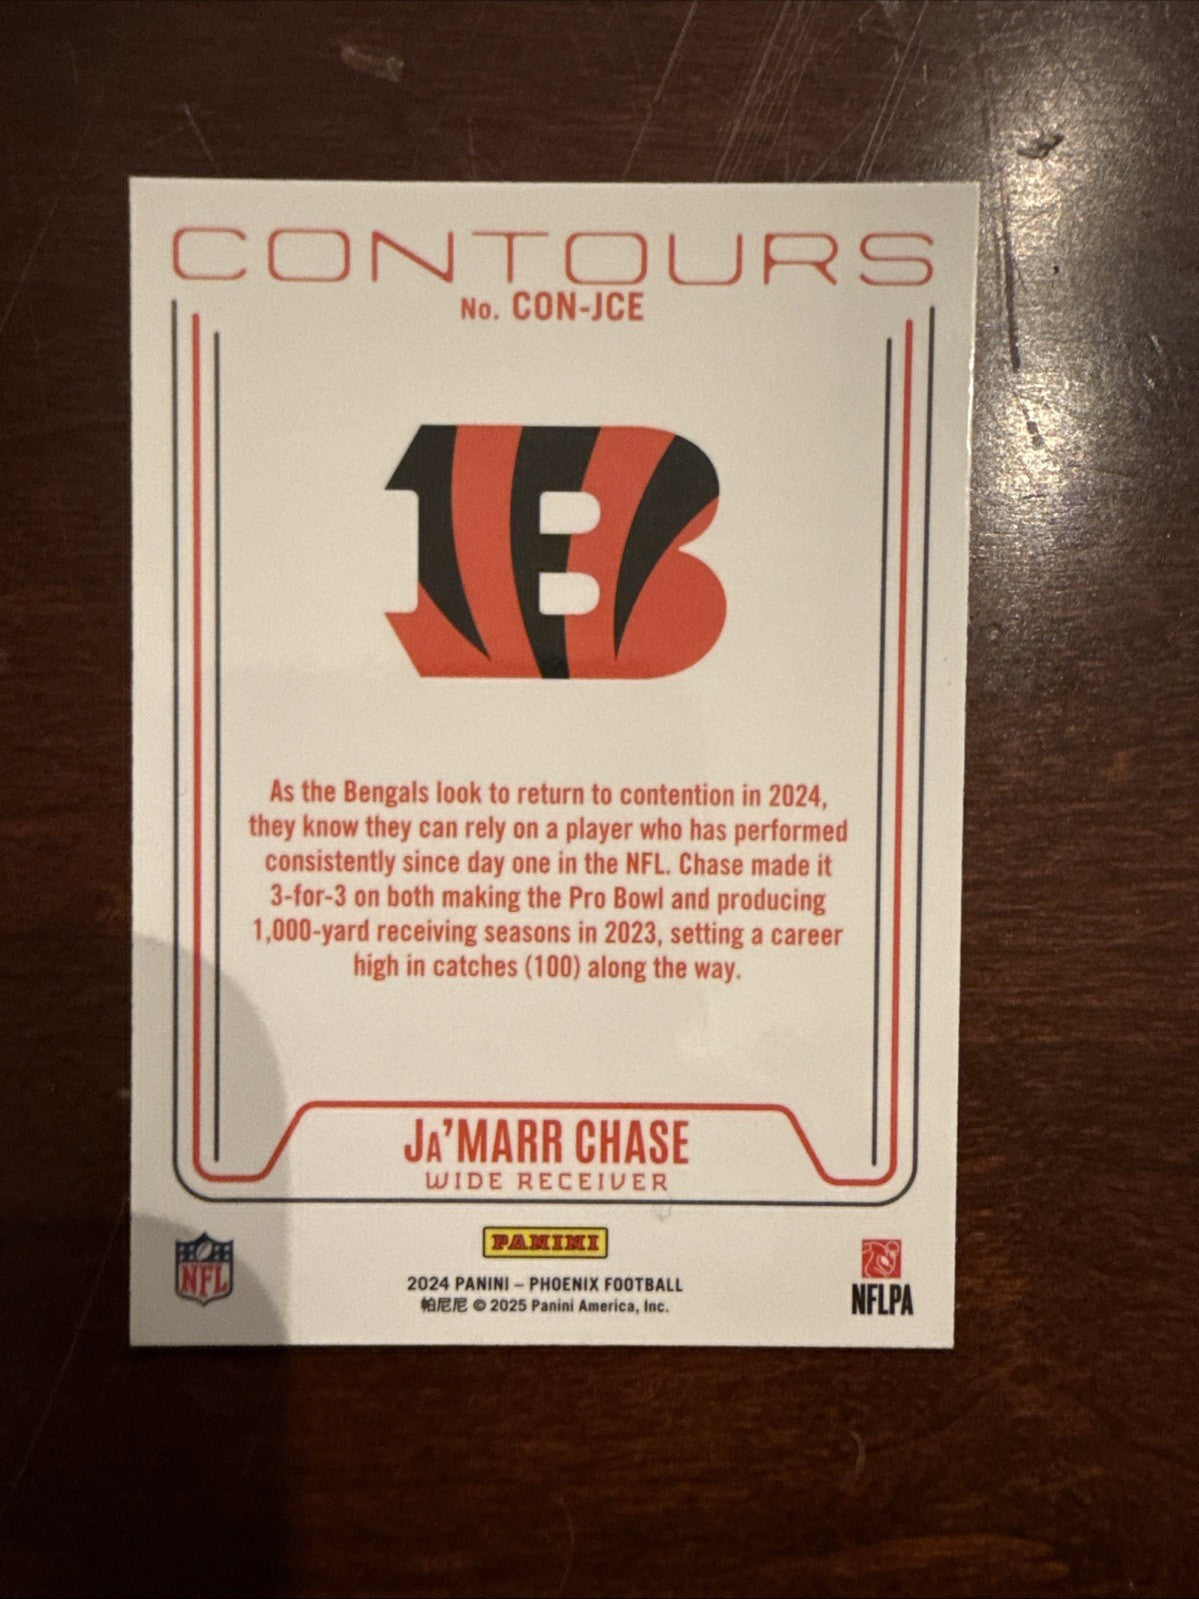 CONTOURS
No. CON-JCE
As the Bengals look to return to contention in 2024,
they know they can rely on a player who has performed
consistently since day one in the NFL. Chase made it
3-for-3 on both making the Pro Bowl and producing
1,000-yard receiving seasons in 2023, setting a career
high in catches (100) along the way.
JA'MARR CHASE
WIDE RECEIVER
PANINI
NFL
2024 PANINI – PHOENIX FOOTBALL
帕尼尼 © 2025 Panini America, Inc.
NFLPA